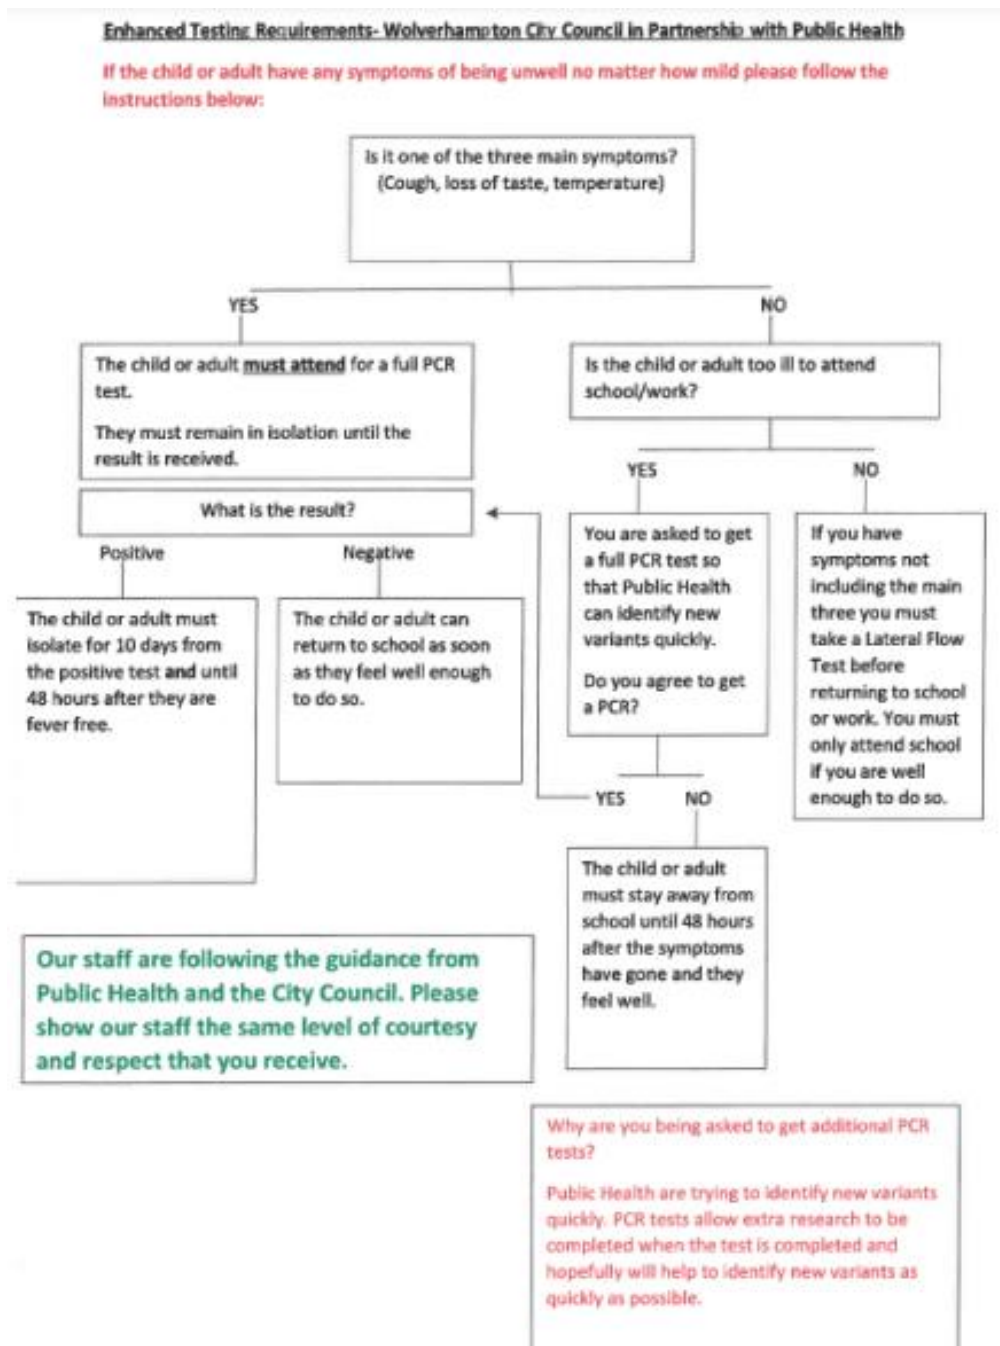 Enhanced Testing Requirements- Wolverhampton City Council in Partnership with Public Health
If the child or adult have any symptoms of being unwell no matter how mild please follow the
instructions below:
Is it one of the three main symptoms?
(Cough, loss of taste, temperature)
YES
NO
The child or adult must attend for a full PCR
test.
They must remain in isolation until the
result is received.
Is the child or adult too ill to attend
school/work?
YES
NO
What is the result?
Positive
Negative
The child or adult must
isolate for 10 days from
the positive test and until
48 hours after they are
fever free.
The child or adult can
return to school as soon
as they feel well enough
to do so.
You are asked to get
a full PCR test so
that Public Health
can identify new
variants quickly.
Do you agree to get
a PCR?
If you have
symptoms not
including the main
three you must
take a Lateral Flow
Test before
returning to school
or work. You must
only attend school
if you are well
enough to do so.
YES
NO
The child or adult
must stay away from
school until 48 hours
after the symptoms
have gone and they
feel well.
Our staff are following the guidance from
Public Health and the City Council. Please
show our staff the same level of courtesy
and respect that you receive.
Why are you being asked to get additional PCR
tests?
Public Health are trying to identify new variants
quickly. PCR tests allow extra research to be
completed when the test is completed and
hopefully will help to identify new variants as
quickly as possible.